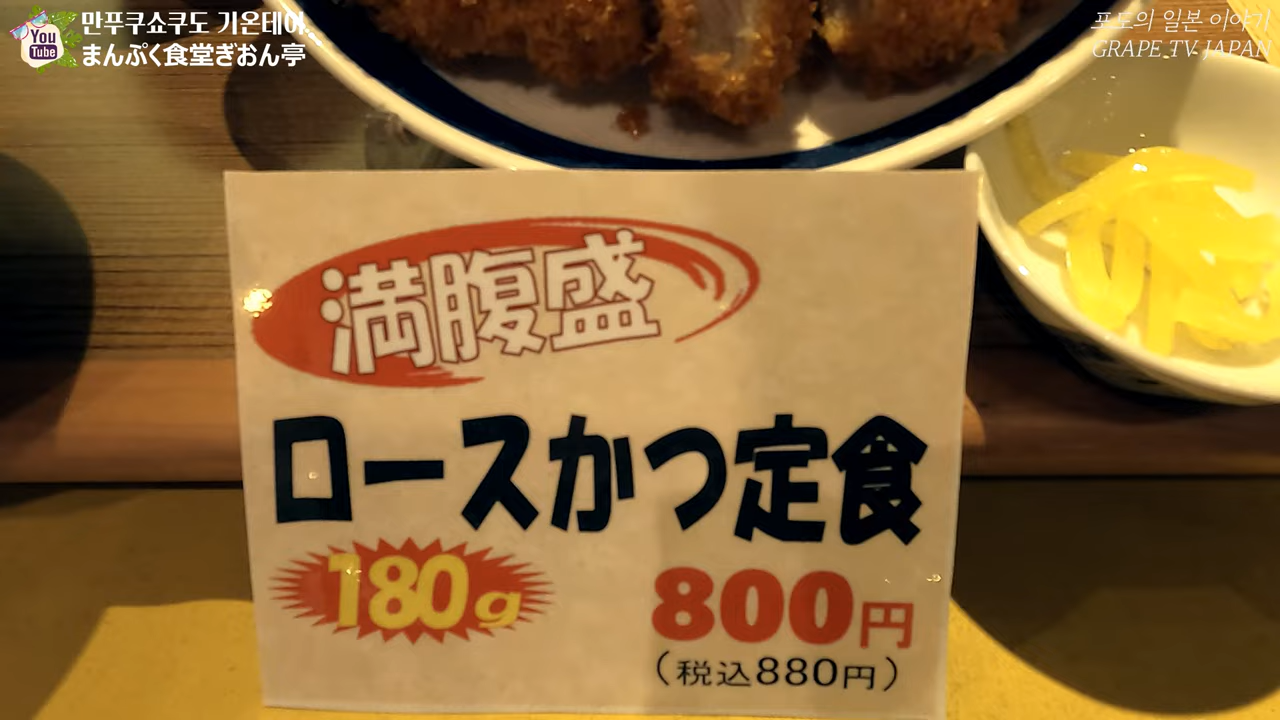 You
Tube
만푸쿠쇼쿠도 기온테이
まんぷく食堂ぎおん亭
포도의 일본 이야기
GRAPE TV JAPAN
満腹盛
ロースかつ定食
180g
800円
(税込880円)